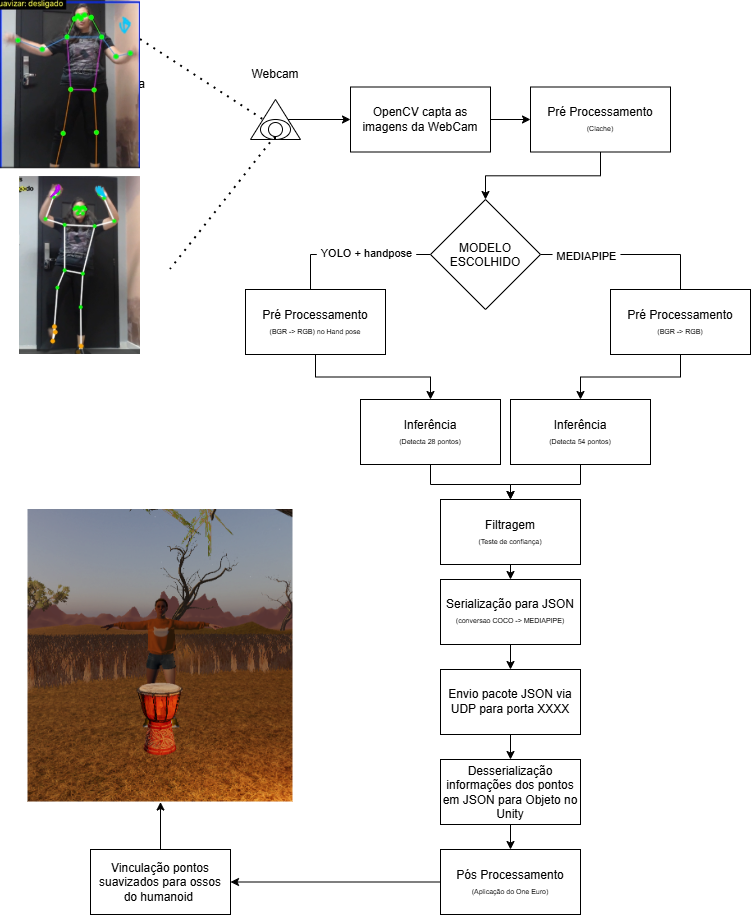 uavizar: desligado
a
Webcam
OpenCV capta as
imagens da WebCam
Pré Processamento
(Clache)
MODELO
ESCOLHIDO
YOLO + handpose
MEDIAPIPE
Pré Processamento
(BGR -> RGB) no Hand pose
Pré Processamento
(BGR -> RGB)
Inferência
(Detecta 28 pontos)
Inferência
(Detecta 54 pontos)
Filtragem
(Teste de confiança)
Serialização para JSON
(conversao COCO -> MEDIAPIPE)
Envio pacote JSON via
UDP para porta XXXX
Desserialização
informações dos pontos
em JSON para Objeto no
Unity
Pós Processamento
(Aplicação do One Euro)
Vinculação pontos
suavizados para ossos
do humanoid